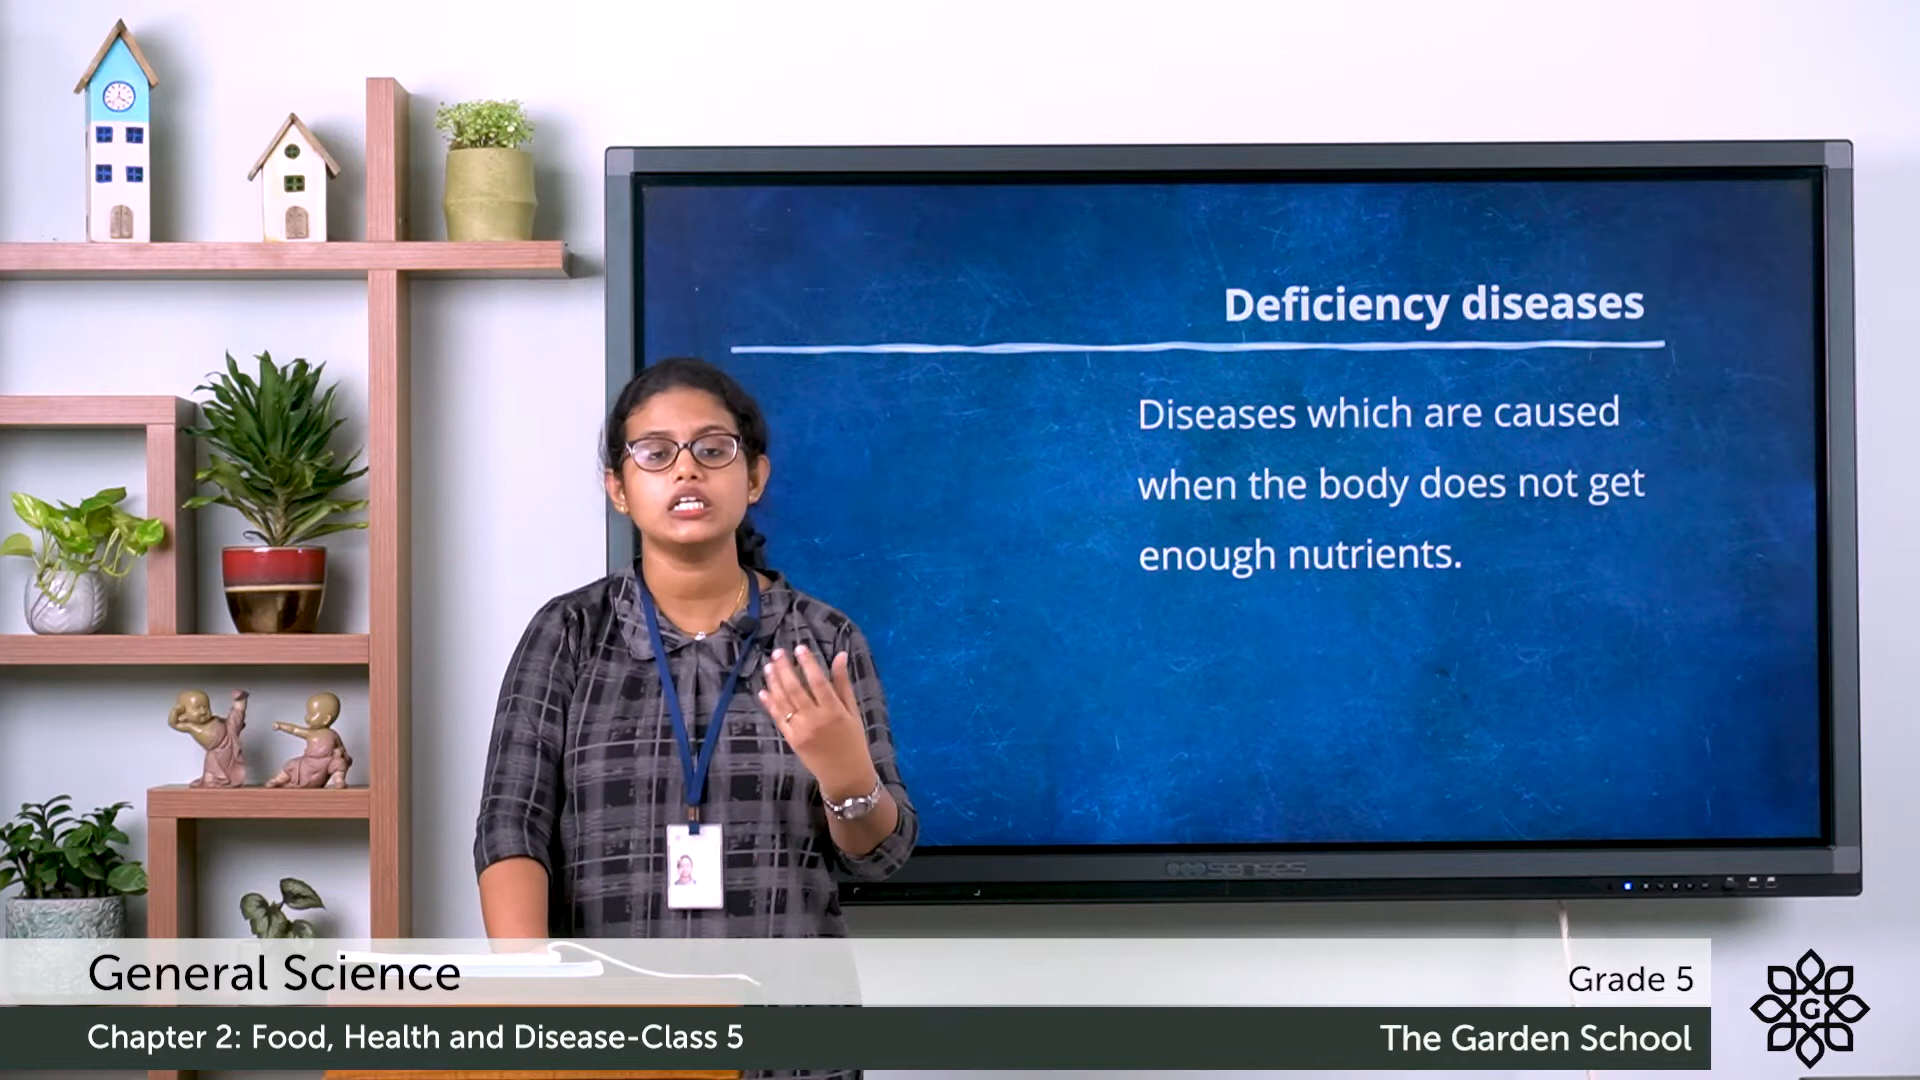 Deficiency diseases
Diseases which are caused
when the body does not get
enough nutrients.
senses
General Science
Grade 5
Chapter 2: Food, Health and Disease-Class 5
The Garden School
G